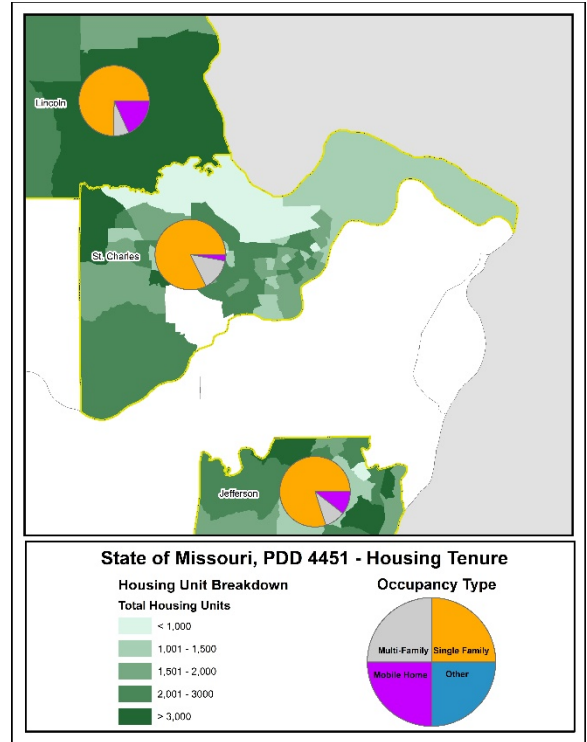 Lincoln
St. Charles
Jefferson
State of Missouri, PDD 4451 - Housing Tenure
Housing Unit Breakdown
Total Housing Units
< 1,000
1,001 - 1,500
1,501 - 2,000
2,001 - 3000
> 3,000
Occupancy Type
Multi-Family
Single Family
Mobile Home
Other